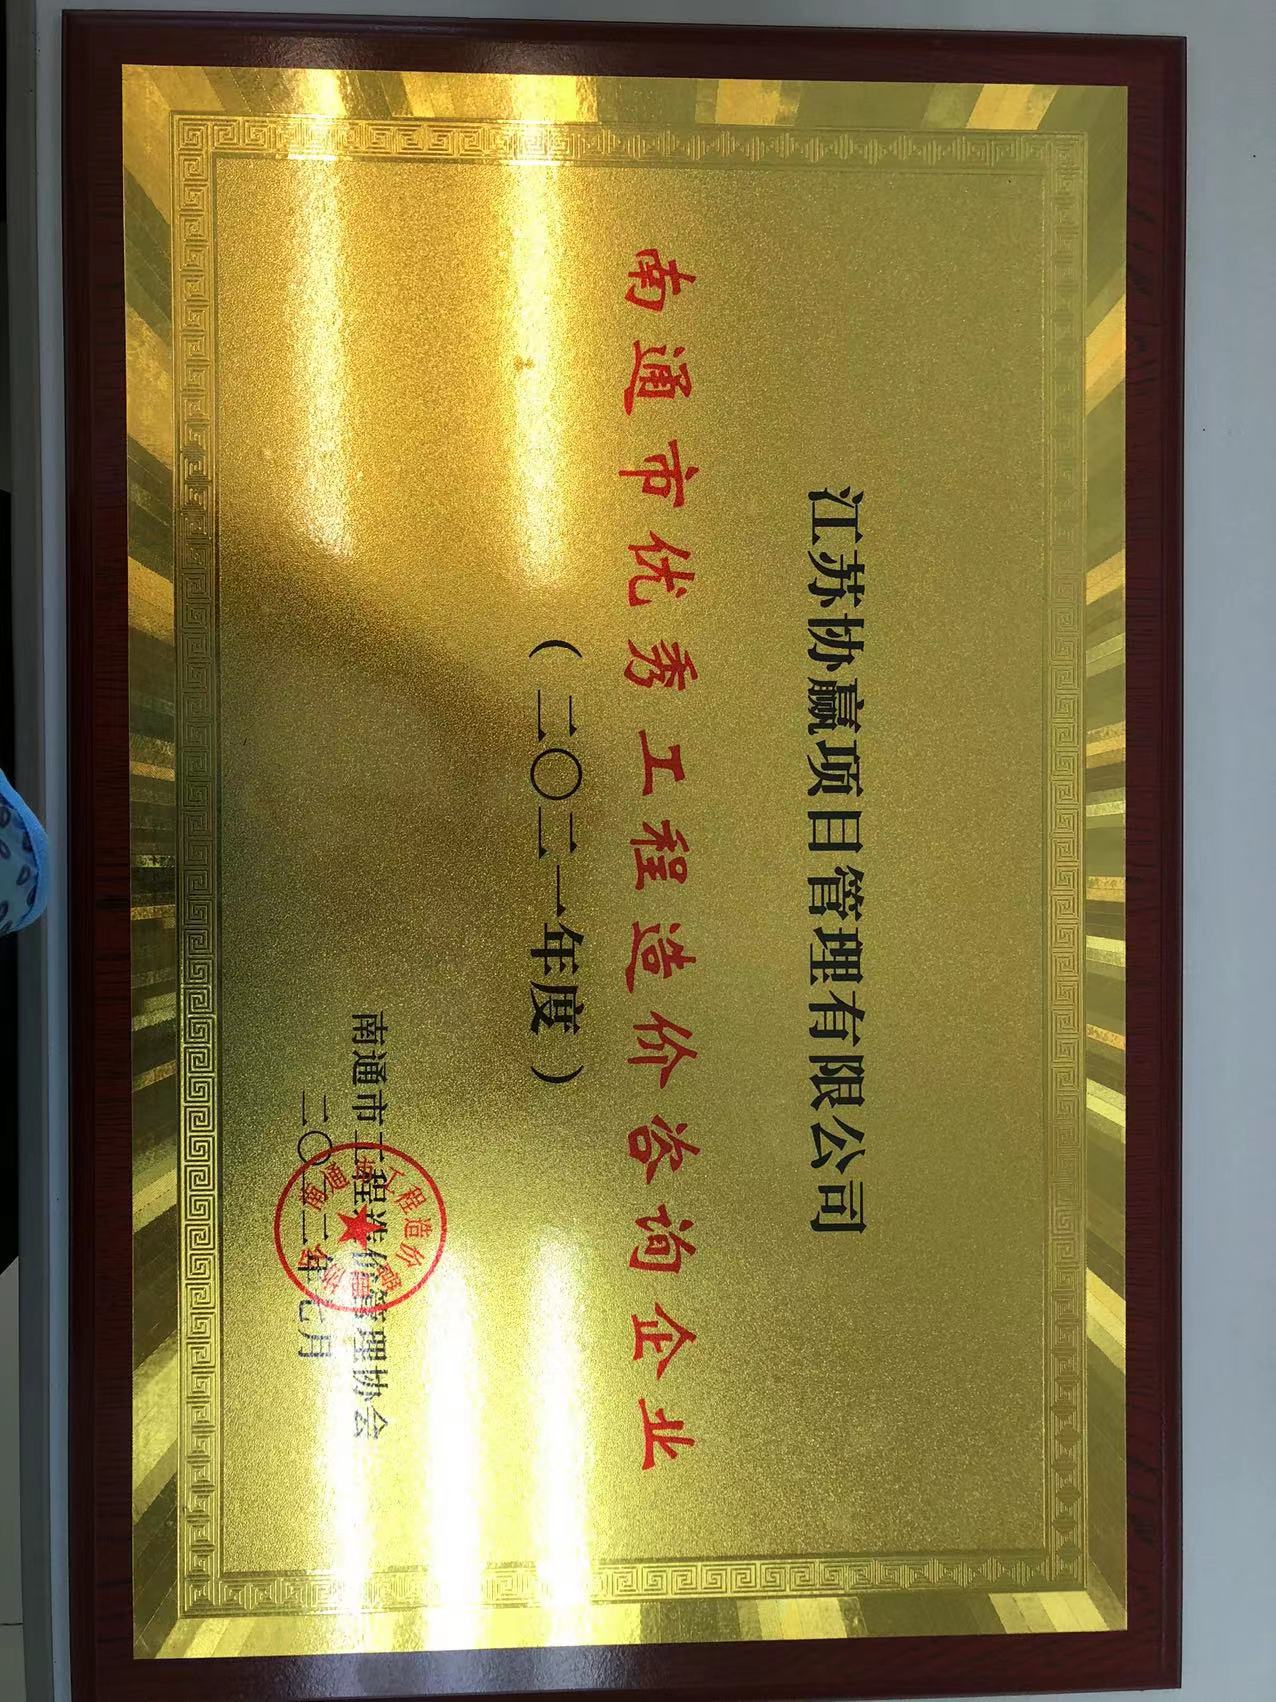 江苏协赢项目管理有限公司
南通市优秀工程造价咨询企业
（二〇二一年度）
南通市工程造价管理协会
二〇二二年七月